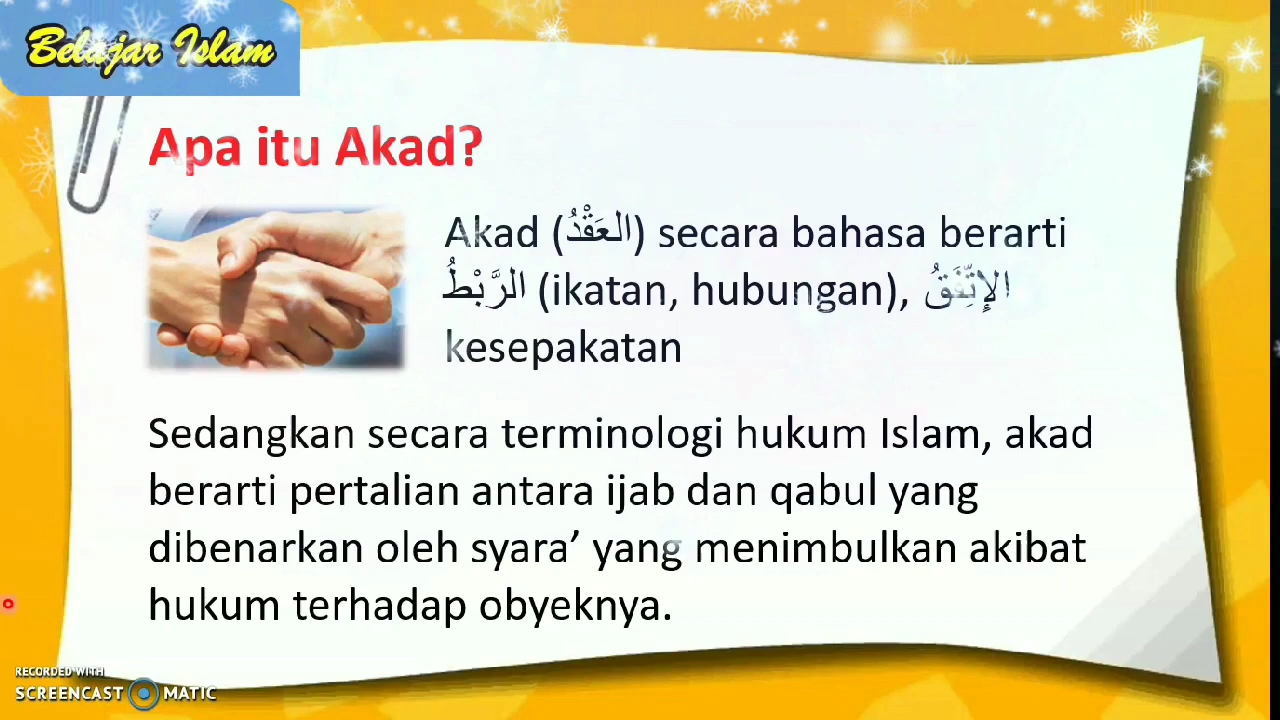 Belajar Islam
Apa itu Akad?
Akad (العَقْدُ) secara bahasa berarti
الرَّبْطُ (ikatan, hubungan), الإِتِّفَقُ
kesepakatan
Sedangkan secara terminologi hukum Islam, akad
berarti pertalian antara ijab dan qabul yang
dibenarkan oleh syara’ yang menimbulkan akibat
hukum terhadap obyeknya.
RECORDED WITH
SCREENCAST MATIC